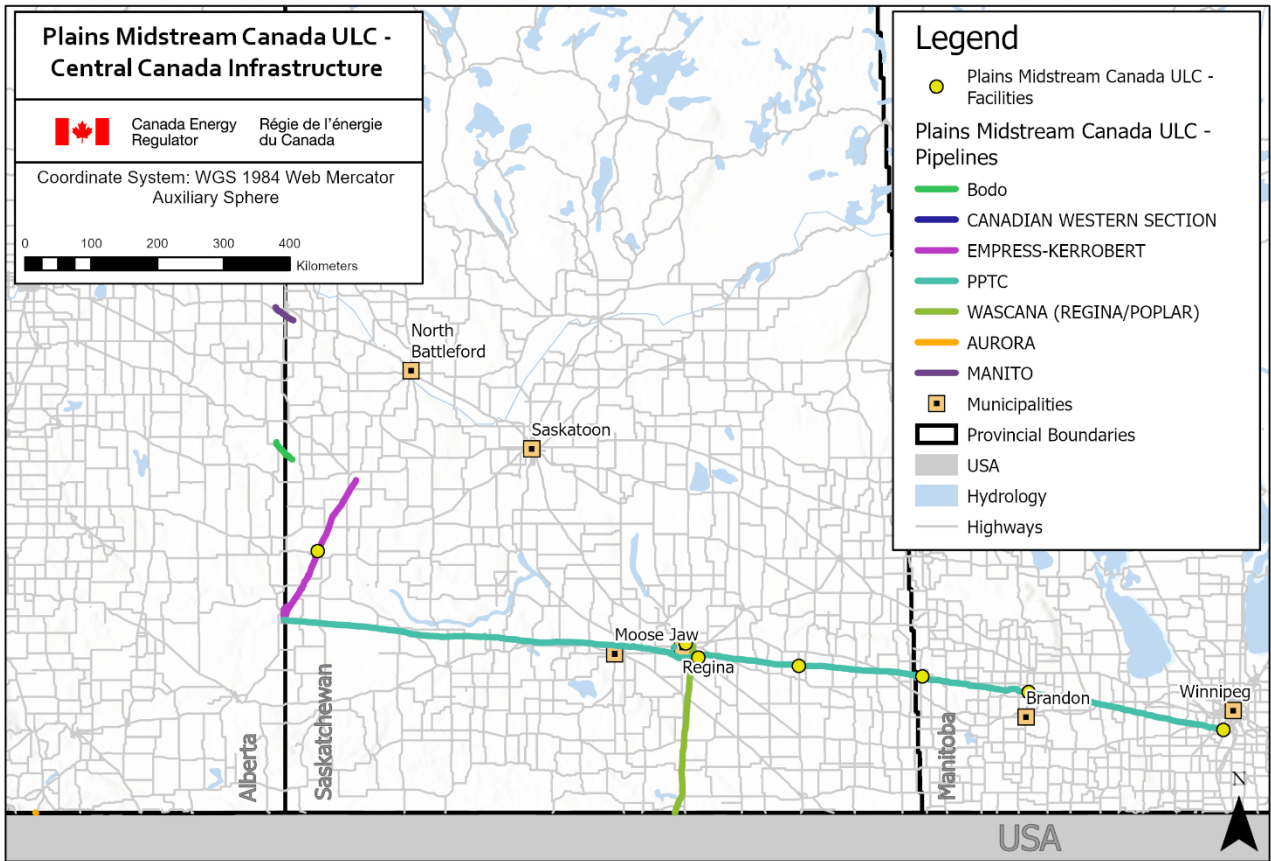 Plains Midstream Canada ULC -
Central Canada Infrastructure
Canada Energy
Regulator
Régie de l'énergie
du Canada
Coordinate System: WGS 1984 Web Mercator
Auxiliary Sphere
0 100 200 300 400
Kilometers
Legend
Plains Midstream Canada ULC -
Facilities
Plains Midstream Canada ULC -
Pipelines
Bodo
CANADIAN WESTERN SECTION
EMPRESS-KERROBERT
PPTC
WASCANA (REGINA/POPLAR)
AURORA
MANITO
Municipalities
Provincial Boundaries
USA
Hydrology
Highways
North
Battleford
Saskatoon
Moose Jaw
Regina
Brandon
Winnipeg
Alberta
Saskatchewan
Manitoba
N
USA